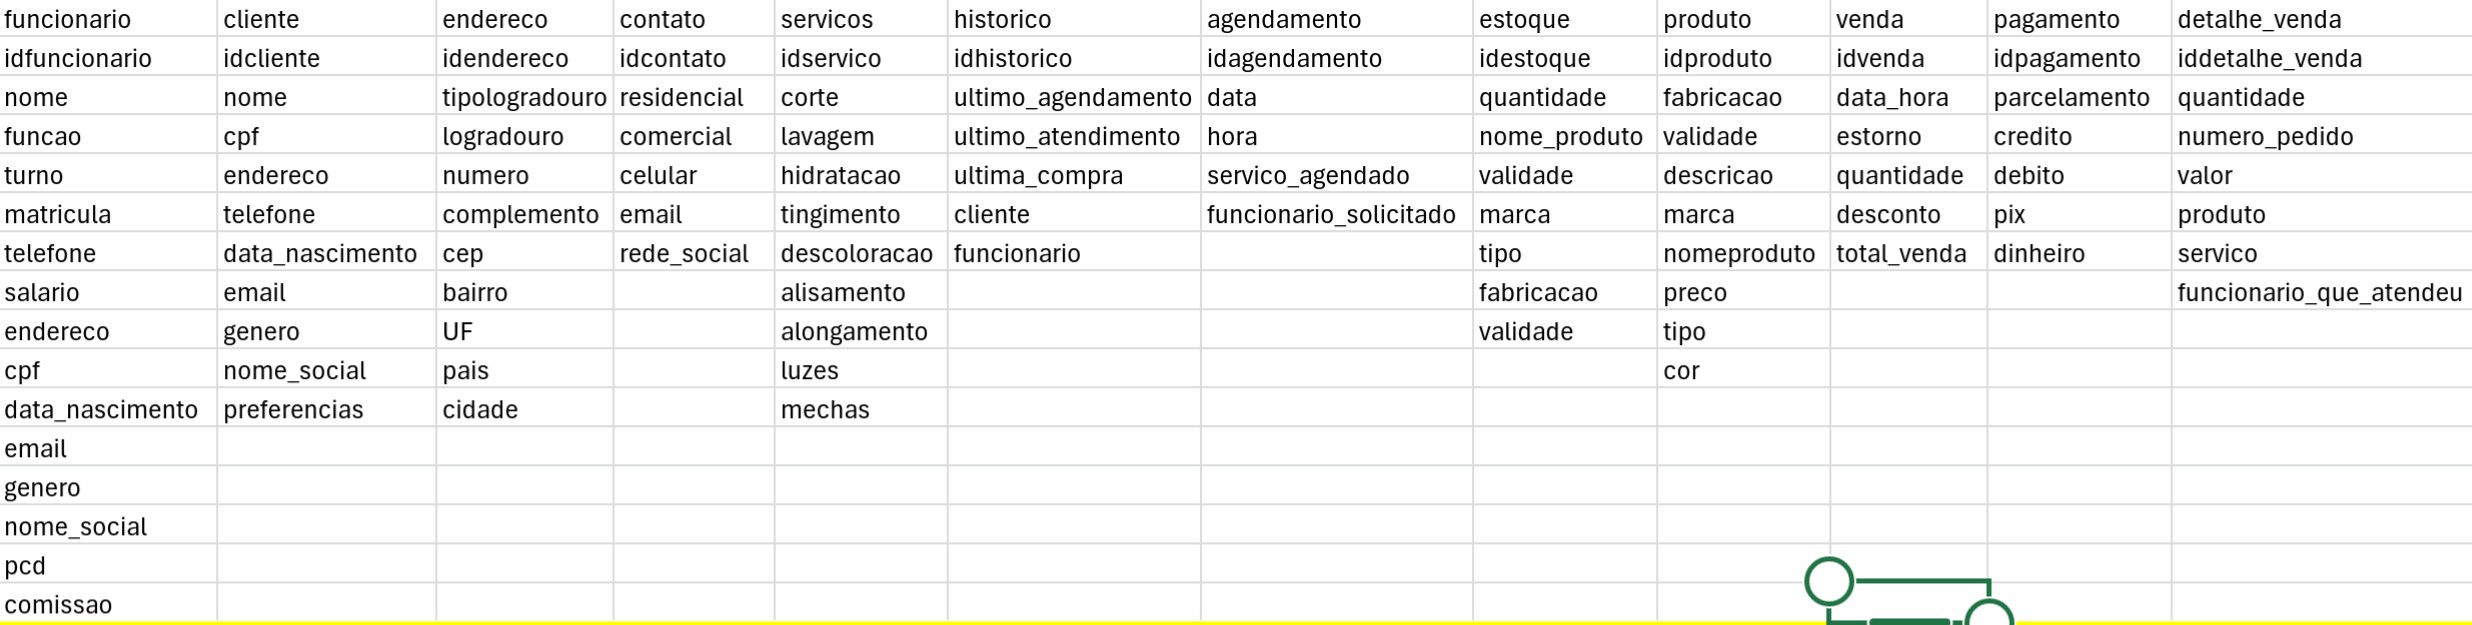 funcionario cliente endereco contato servicos historico agendamento estoque produto venda pagamento detalhe_venda
idfuncionario idcliente idendereco idcontato idservico idhistorico idagendamento idestoque idproduto idvenda idpagamento iddetalhe_venda
nome nome tipologradouro residencial corte ultimo_agendamento data quantidade fabricacao data_hora parcelamento quantidade
funcao cpf logradouro comercial lavagem ultimo_atendimento hora nome_produto validade estorno credito numero_pedido
turno endereco numero celular hidratacao ultima_compra servico_agendado validade descricao quantidade debito valor
matricula telefone complemento email tingimento cliente funcionario_solicitado marca marca desconto pix produto
telefone data_nascimento cep rede_social descoloracao funcionario tipo nomeproduto total_venda dinheiro servico
salario email bairro alisamento fabricacao preco funcionario_que_atendeu
endereco genero UF alongamento validade tipo
cpf nome_social pais luzes cor
data_nascimento preferencias cidade mechas
email
genero
nome_social
pcd
comissao